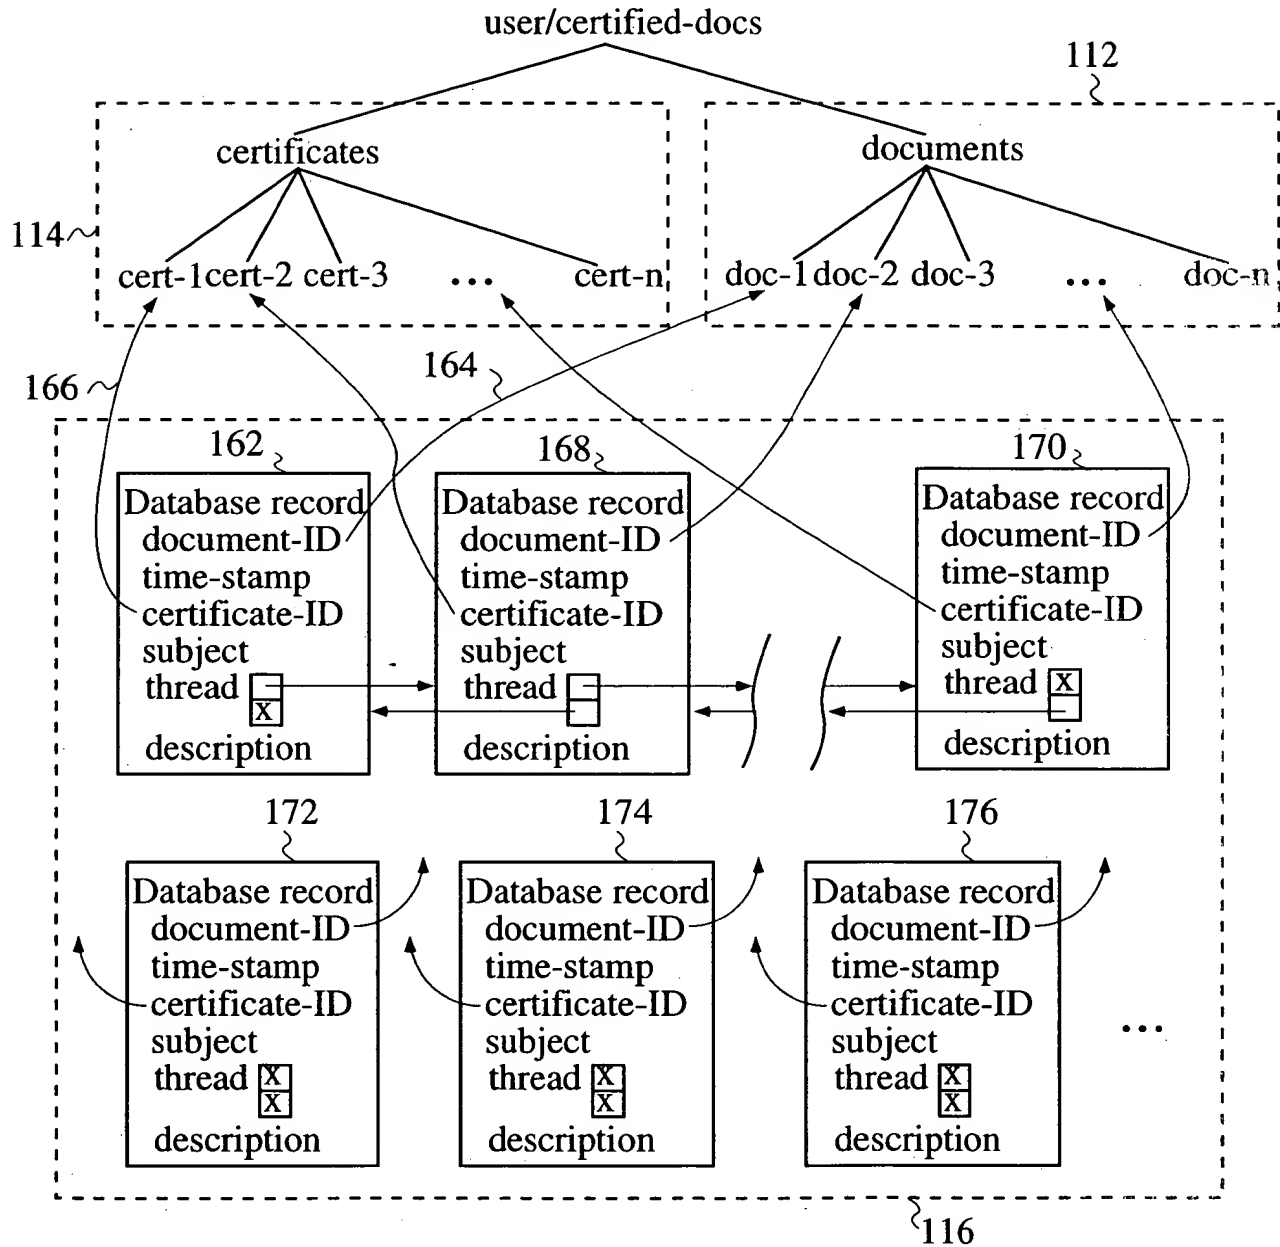 user/certified-docs
112
certificates
documents
114
cert-1 cert-2 cert-3 ... cert-n
doc-1 doc-2 doc-3 ... doc-n
166
164
162
168
170
Database record
document-ID
time-stamp
certificate-ID
subject
thread
X
description
Database record
document-ID
time-stamp
certificate-ID
subject
thread
description
Database record
document-ID
time-stamp
certificate-ID
subject
thread X
description
172
174
176
Database record
document-ID
time-stamp
certificate-ID
subject
thread X
X
description
Database record
document-ID
time-stamp
certificate-ID
subject
thread X
X
description
Database record
document-ID
time-stamp
certificate-ID
subject
thread X
X
description
...
116